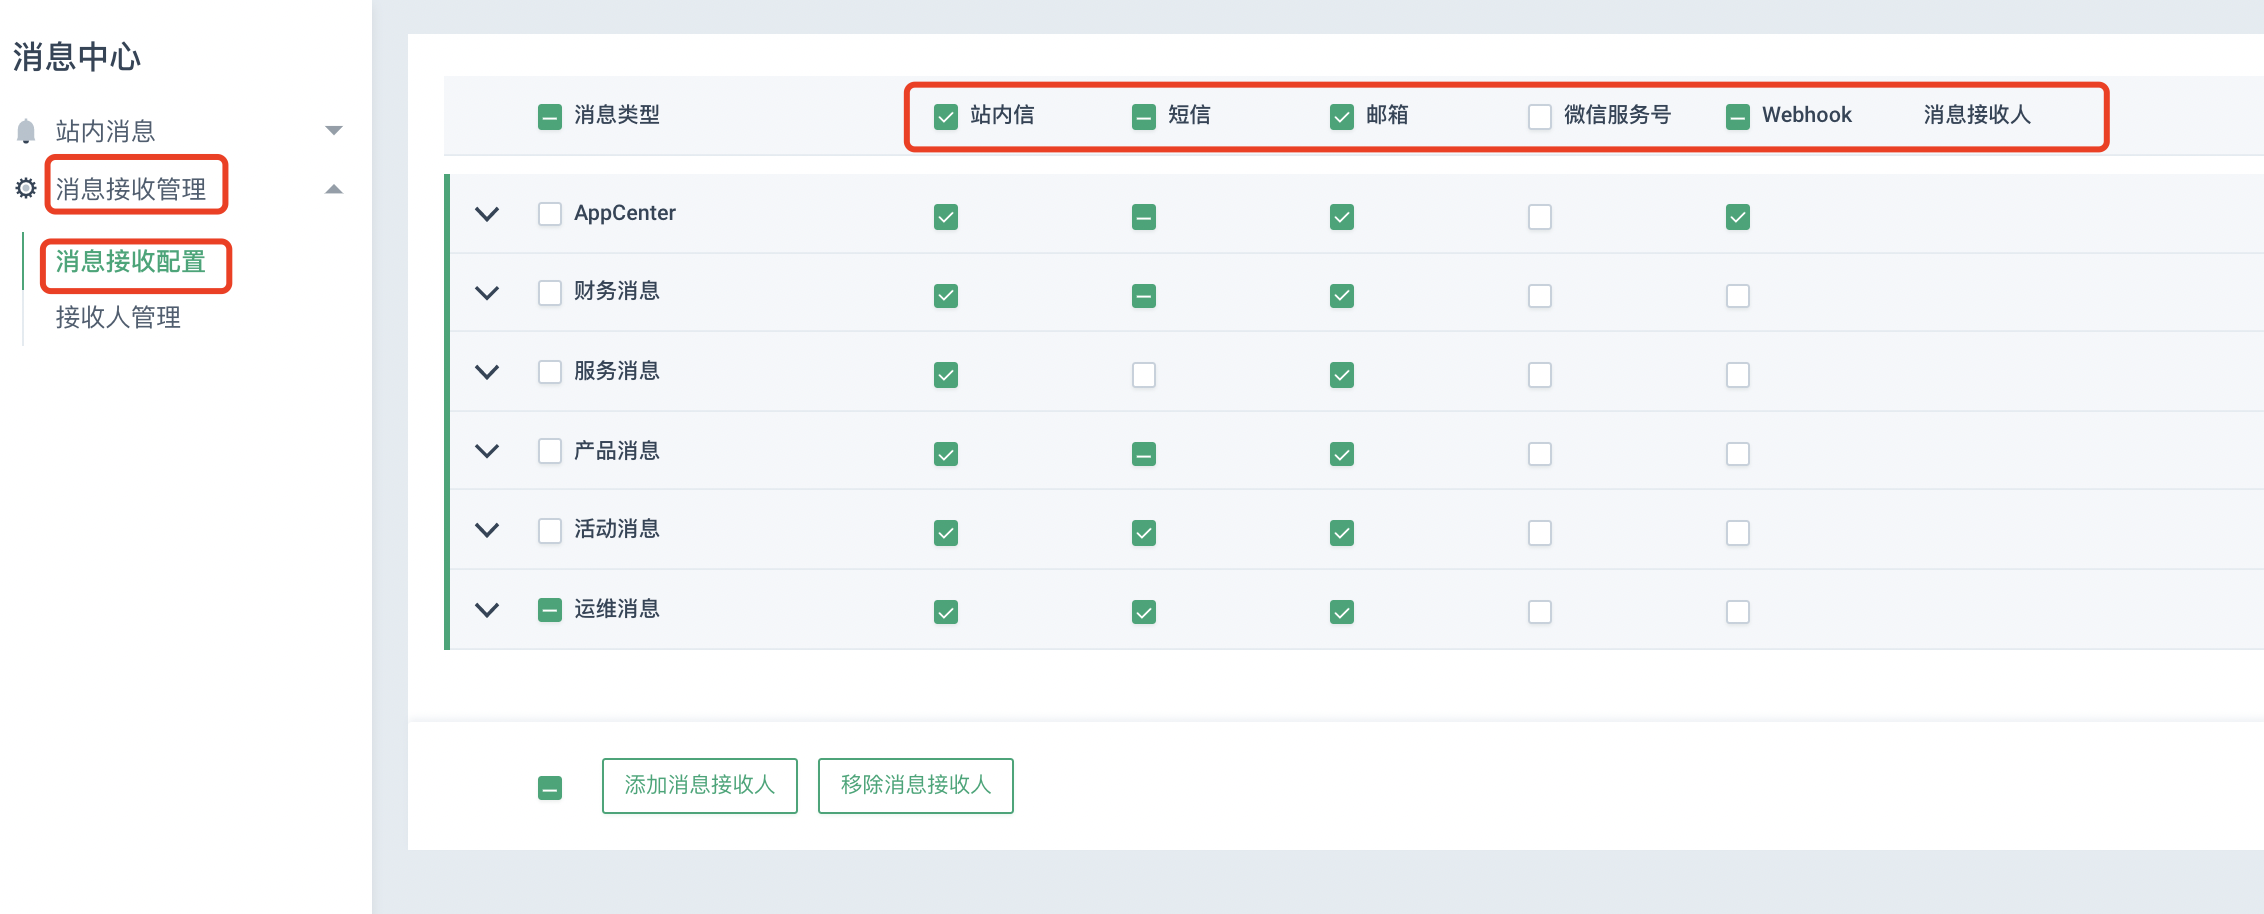 消息中心
站内消息
消息接收管理
消息接收配置
接收人管理
消息类型 站内信 短信 邮箱 微信服务号 Webhook 消息接收人
AppCenter
财务消息
服务消息
产品消息
活动消息
运维消息
添加消息接收人 移除消息接收人